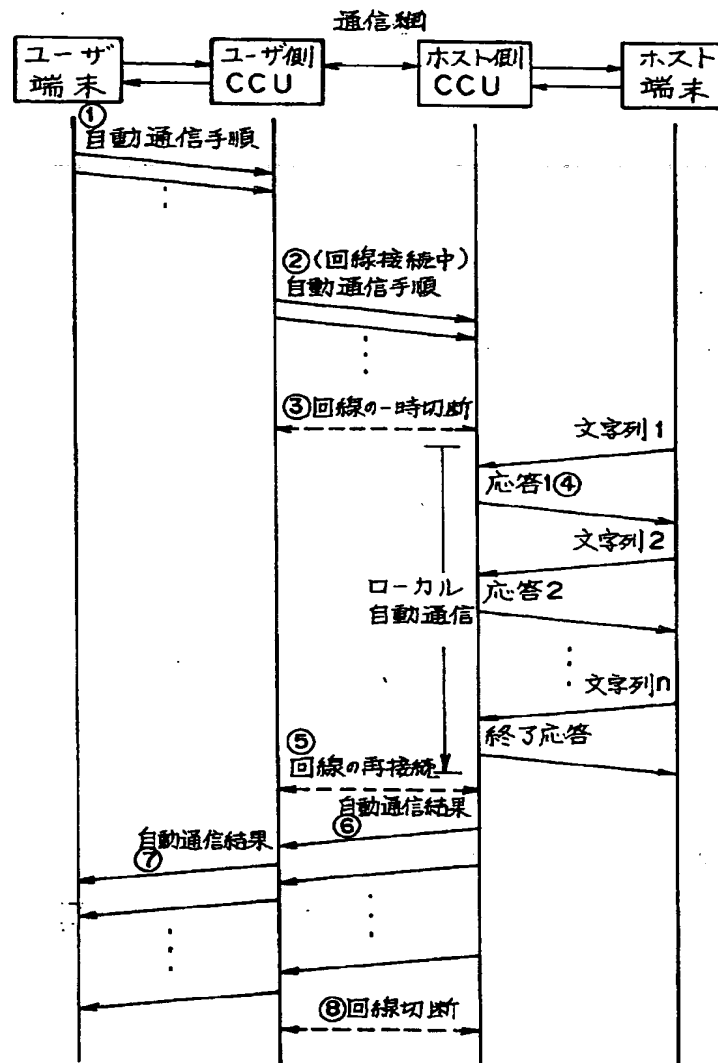 通信網
ユーザ
端末
ユーザ側
CCU
ホスト側
CCU
ホスト
端末
①
自動通信手順
②(回線接続中)
自動通信手順
③回線の一時切断
文字列1
応答1④
文字列2
ローカル
自動通信
応答2
文字列n
終了応答
⑤
回線の再接続
自動通信結果
⑥
自動通信結果
⑦
⑧回線切断